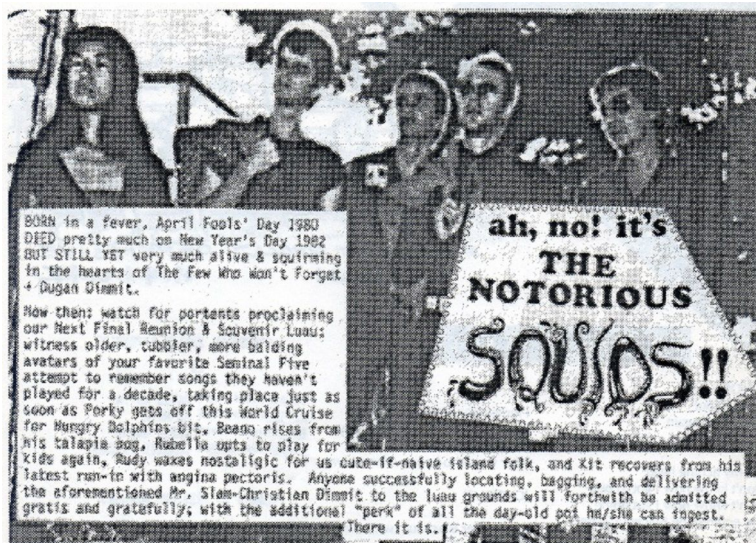 BORN in a fever, April Fools' Day 1980
DIED pretty much on New Year's Day 1982
BUT STILL YET very much alive & squirming
in the hearts of The Few Who Won't Forget
+ Dugan Dimmit.
Now then: watch for portents proclaiming
our Next Final Reunion & Souvenir Luau;
witness older, tubbier, more balding
avatars of your favorite Seminal Five
attempt to remember songs they haven't
played for a decade, taking place just as
soon as Porky gets off this World Cruise
for Hungry Dolphins bit, Beano rises from
his talapia bog, Rubella opts to play for
kids again, Rudy waxes nostalgic for us cute-if-naive island folk, and Kit recovers from his
latest run-in with angina pectoris. Anyone successfully locating, bagging, and delivering
the aforementioned Mr. Siam-Christian Dimmit to the luau grounds will forthwith be admitted
gratis and gratefully; with the additional "perk" of all the day-old poi he/she can ingest.
There it is.
ah, no! it's
THE
NOTORIOUS
SQUIDS!!